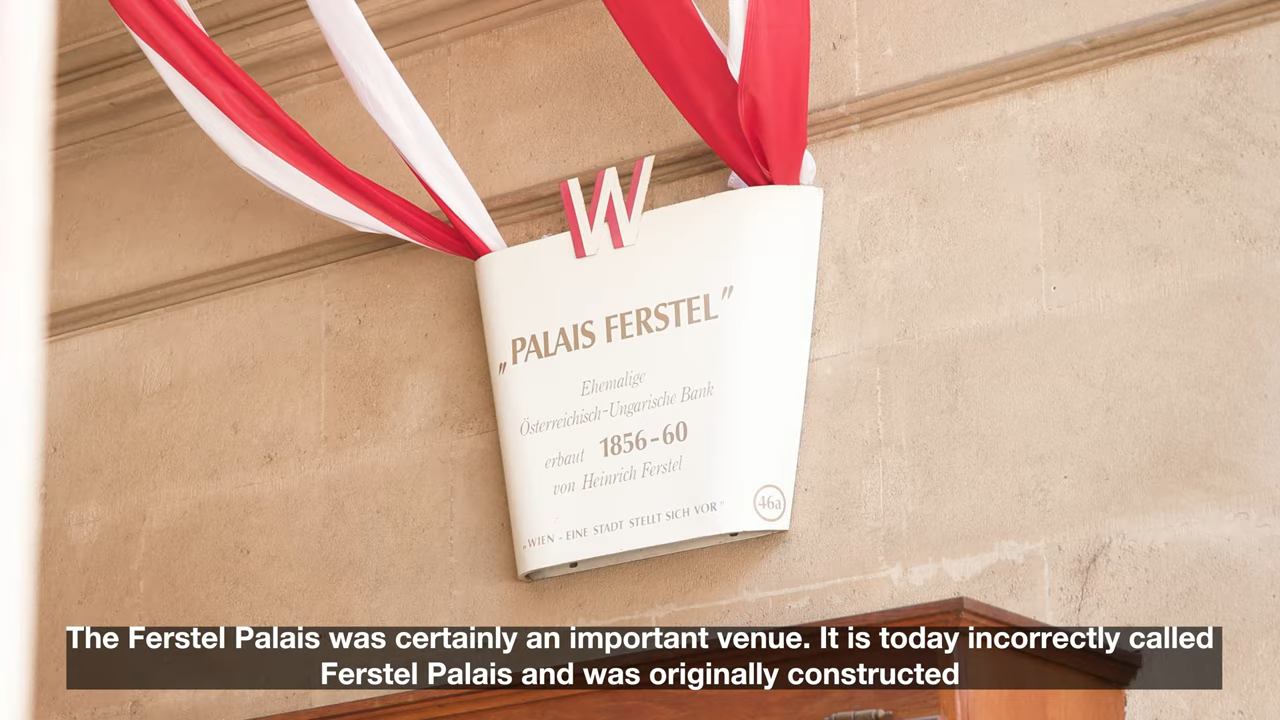 W
„PALAIS FERSTEL”
Ehemalige
Österreichisch-Ungarische Bank
erbaut 1856-60
von Heinrich Ferstel
„WIEN - EINE STADT STELLT SICH VOR”
46a
The Ferstel Palais was certainly an important venue. It is today incorrectly called
Ferstel Palais and was originally constructed